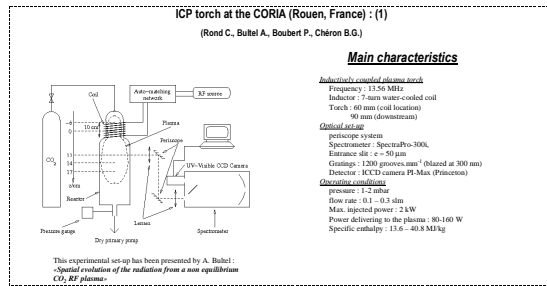 ICP torch at the CORIA (Rouen, France) : (1)
(Rond C., Bultel A., Boubert P., Chéron B.G.)
Main characteristics
Inductively coupled plasma torch
Frequency : 13.56 MHz
Inductor : 7-turn water-cooled coil
Torch : 60 mm (coil location)
90 mm (downstream)
Optical set-up
periscope system
Spectrometer : SpectraPro-300i,
Entrance slit : e = 50 µm
Gratings : 1200 grooves.mm⁻¹ (blazed at 300 nm)
Detector : ICCD camera PI-Max (Princeton)
Operating conditions
pressure : 1-2 mbar
flow rate : 0.1 – 0.3 slm
Max. injected power : 2 kW
Power delivering to the plasma : 80-160 W
Specific enthalpy : 13.6 – 40.8 MJ/kg
Auto-matching
network
RF source
Coil
Plasma
Periscope
-6
0
10 cm
11
14
17
z/cm
CO₂
UV-Visible CCD Camera
Reactor
Lenses
Pressure gauge
Spectrometer
Dry primary pump
This experimental set-up has been presented by A. Bultel :
«Spatial evolution of the radiation from a non equilibrium
CO₂ RF plasma»